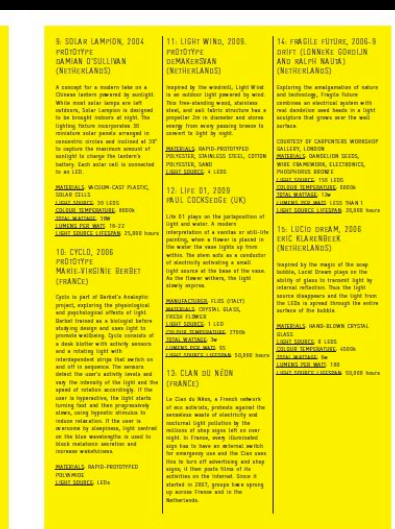 9: SOLAR LAMPION, 2004
PROTOTYPE
DAMIAN O'SULLIVAN
(NETHERLANDS)
A concept for a modern take on a
Chinese lantern powered by sunlight.
While most solar lamps are left
outdoors, Solar Lampion is designed
to be brought indoors at night. The
lighting fixture incorporates 36
miniature solar panels arranged in
concentric circles and inclined at 30°
to capture the maximum amount of
sunlight to charge the lantern's
battery. Each solar cell is connected
to an LED.
MATERIALS: VACUUM-CAST PLASTIC,
SOLAR CELLS
LIGHT SOURCE: 36 LEDS
COLOUR TEMPERATURE: 6000k
TOTAL WATTAGE:
LUMENS PER WATT: 18-22
LIGHT SOURCE LIFESPAN: 25,000 hours
10: CYCLO, 2006
PROTOTYPE
MARIE-VIRGINIE BERBET
(FRANCE)
Cyclo is part of Berbet's Analeptic
project, exploring the physiological
and psychological effects of light.
Berbet trained as a biologist before
studying design and uses light to
promote wellbeing. Cyclo consists of
a desk blotter with activity sensors
and a rotating light with
interdependent strips that switch on
and off in sequence. The sensors
detect the user's activity levels and
vary the intensity of the light and the
speed of rotation accordingly. If the
user is hyperactive, the light starts
turning fast and then progressively
slows, using hypnotic stimulus to
induce relaxation. If the user is
overcome by sleepiness, light centred
on the blue wavelengths is used to
block melatonin secretion and
increase wakefulness.
MATERIALS: RAPID-PROTOTYPED
POLYAMIDE
LIGHT SOURCE: LEDs
11: LIGHT WIND, 2009.
PROTOTYPE
DEMAKERSVAN
(NETHERLANDS)
Inspired by the windmill, Light Wind
is an outdoor light powered by wind.
This free-standing wood, stainless
steel, and sail fabric structure has a
propeller 2m in diameter and stores
energy from every passing breeze to
convert to light by night.
MATERIALS: RAPID-PROTOTYPED
POLYESTER, STAINLESS STEEL, COTTON
POLYESTER, SAND
LIGHT SOURCE: 4 LEDS
12: LIFE 01, 2009
PAUL COCKSEDGE (UK)
Life 01 plays on the juxtaposition of
light and water. A modern
interpretation of a vanitas or still-life
painting, when a flower is placed in
the water the vase lights up from
within. The stem acts as a conductor
of electricity activating a small
light source at the base of the vase.
As the flower withers, the light
slowly expires.
MANUFACTURER: FLOS (ITALY)
MATERIALS: CRYSTAL GLASS,
FRESH FLOWER
LIGHT SOURCE: 1 LED
COLOUR TEMPERATURE: 2700k
TOTAL WATTAGE: 3w
LUMENS PER WATT: 65
LIGHT SOURCE LIFESPAN: 50,000 hours
13: CLAN DU NÉON
(FRANCE)
Le Clan du Néon, a French network
of eco activists, protests against the
senseless waste of electricity and
nocturnal light pollution by the
millions of shop signs left on over
night. In France, every illuminated
sign has to have an external switch
for emergency use and the Clan uses
this to turn off advertising and shop
signs, it then posts films of its
activities on the internet. Since it
started in 2007, groups have sprung
up across France and in the
Netherlands.
14: FRAGILE FUTURE, 2006-9
DRIFT (LONNEKE GORDIJN
AND RALPH NAUTA)
(NETHERLANDS)
Exploring the amalgamation of nature
and technology, Fragile Future
combines an electrical system with
real dandelion seed heads in a light
sculpture that grows over the wall
surface.
COURTESY OF CARPENTERS WORKSHOP
GALLERY, LONDON
MATERIALS: DANDELION SEEDS,
WIRE FRAMEWORK, ELECTRONICS,
PHOSPHORUS BRONZE
LIGHT SOURCE: 156 LEDS
COLOUR TEMPERATURE: 6000k
TOTAL WATTAGE: 13w
LUMENS PER WATT: LESS THAN 1
LIGHT SOURCE LIFESPAN: 20,000 hours
15: LUCID DREAM, 2006
ERIC KLARENBEEK
(NETHERLANDS)
Inspired by the magic of the soap
bubble, Lucid Dream plays on the
ability of glass to transmit light by
internal reflection. Thus the light
source disappears and the light from
the LEDs is spread through the entire
surface of the bubble.
MATERIALS: HAND-BLOWN CRYSTAL
GLASS
LIGHT SOURCE: 6 LEDS
COLOUR TEMPERATURE: 4500k
TOTAL WATTAGE: 6w
LUMENS PER WATT: 100
LIGHT SOURCE LIFESPAN: 50,000 hours